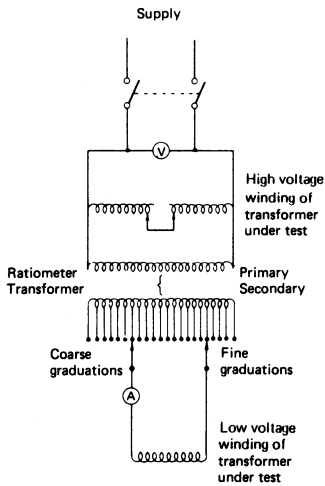 Supply
V
High voltage
winding of
transformer
under test
Ratiometer
Transformer
Primary
Secondary
Coarse
graduations
Fine
graduations
A
Low voltage
winding of
transformer
under test